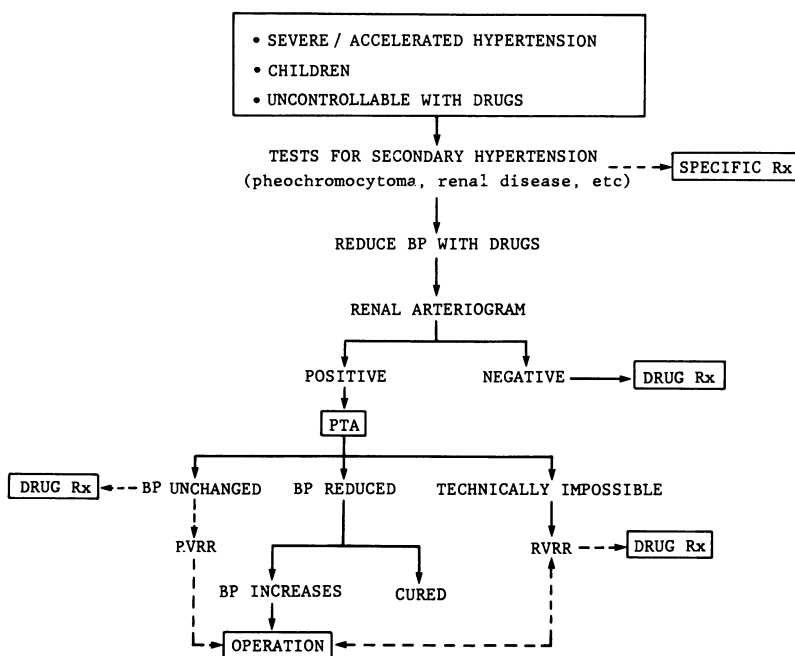 • SEVERE / ACCELERATED HYPERTENSION
• CHILDREN
• UNCONTROLLABLE WITH DRUGS
TESTS FOR SECONDARY HYPERTENSION
(pheochromocytoma, renal disease, etc)
SPECIFIC Rx
REDUCE BP WITH DRUGS
RENAL ARTERIOGRAM
POSITIVE
NEGATIVE
DRUG Rx
PTA
DRUG Rx
BP UNCHANGED
BP REDUCED
TECHNICALLY IMPOSSIBLE
RVRR
RVRR
DRUG Rx
BP INCREASES
CURED
OPERATION